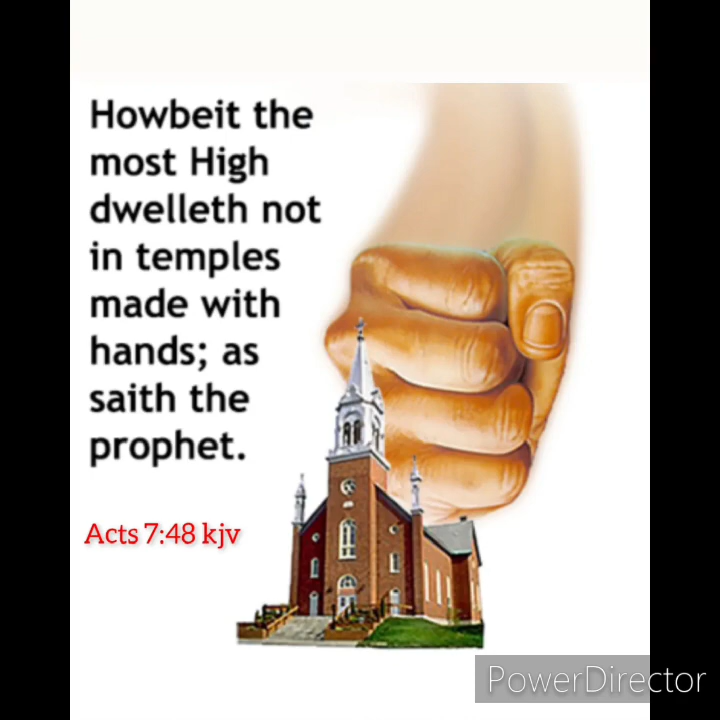 Howbeit the
most High
dwelleth not
in temples
made with
hands; as
saith the
prophet.
Acts 7:48 kjv
PowerDirector